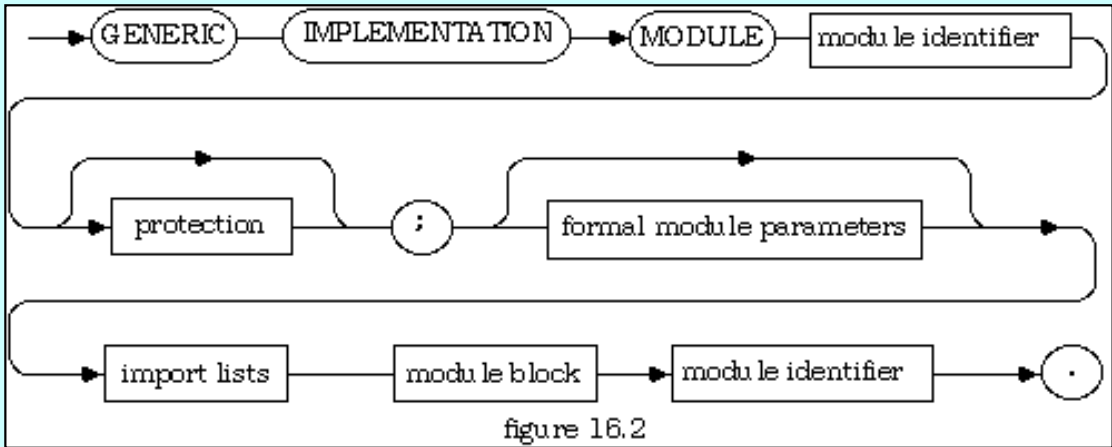 GENERIC IMPLEMENTATION MODULE module identifier
protection ; formal module parameters
import lists module block module identifier .
figure 16.2